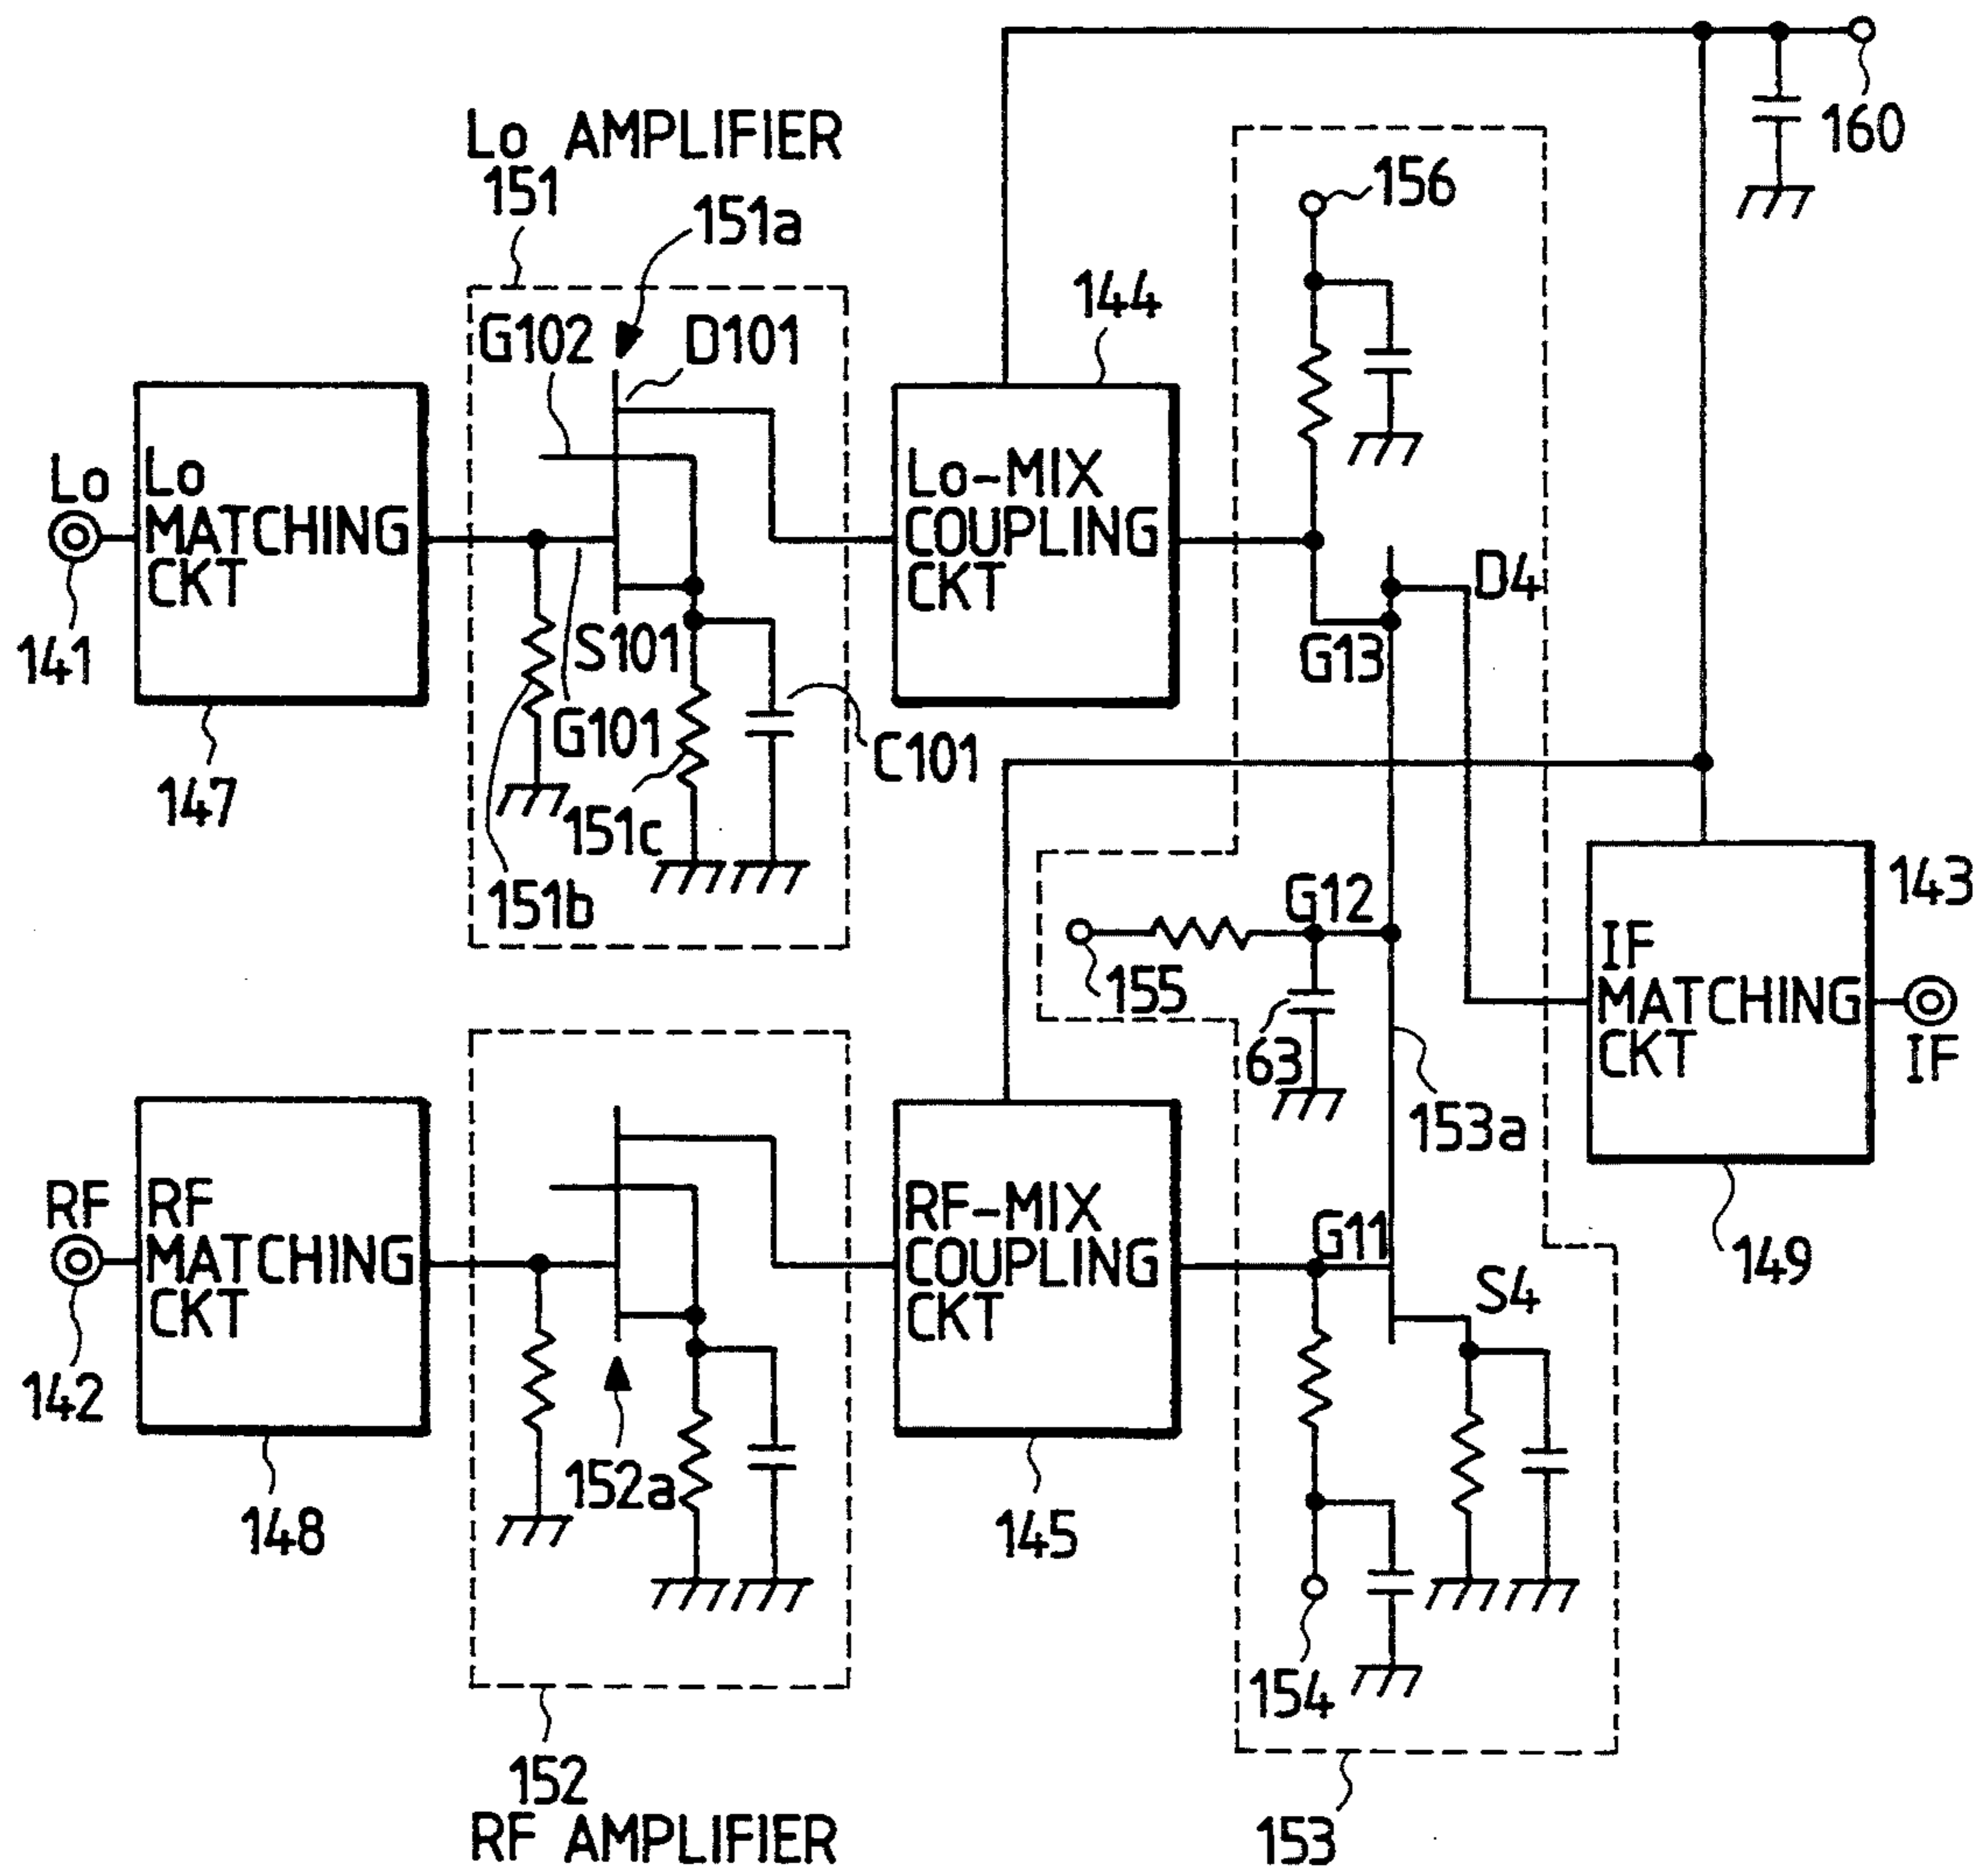 160
Lo AMPLIFIER
151
151a
156
G102
D101
144
Lo
Lo
MATCHING
CKT
Lo-MIX
COUPLING
CKT
D4
141
S101
G13
G101
C101
147
151c
151b
G12
143
155
IF
MATCHING
CKT
63
IF
153a
RF
RF
MATCHING
CKT
RF-MIX
COUPLING
CKT
G11
S4
149
142
152a
148
145
154
152
RF AMPLIFIER
153